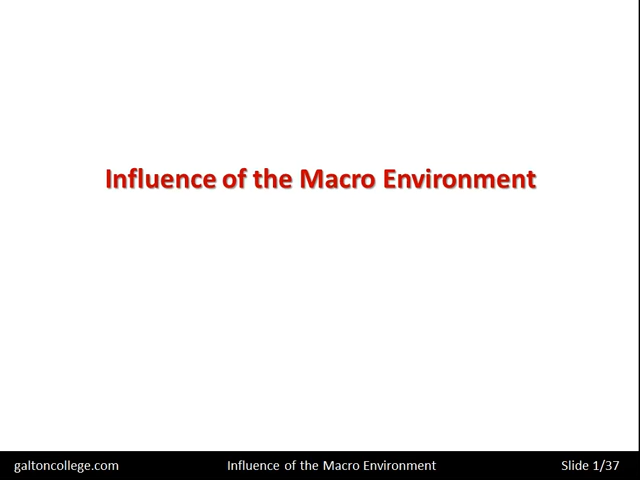 Influence of the Macro Environment
galtoncollege.com Influence of the Macro Environment Slide 1/37